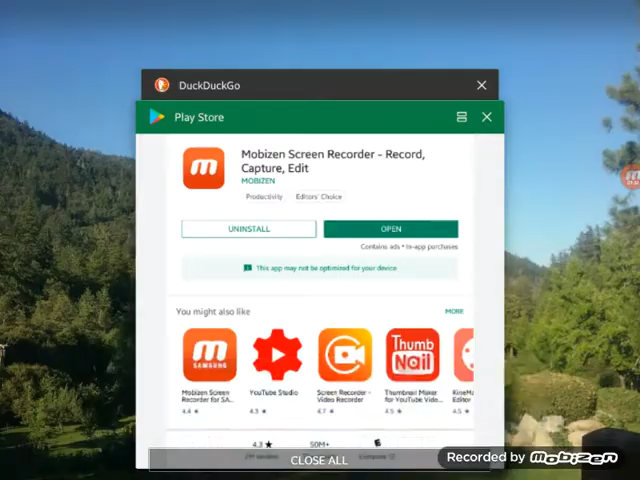 DuckDuckGo
Play Store
Mobizen Screen Recorder - Record,
Capture, Edit
MOBIZEN
Productivity Editors' Choice
UNINSTALL OPEN
Contains ads • In-app purchases
This app may not be optimized for your device
You might also like MORE
SAMSUNG
Thumb
Nail
Mobizen Screen YouTube Studio Screen Recorder - Thumbnail Maker KineMa
Recorder for SA... Video Recorder for YouTube Vide... Editor
4.4 ★ 4.3 ★ 4.7 ★ 4.5 ★ 4.5 ★
4.3 ★ 50M+ E
CLOSE ALL
Recorded by mobizen